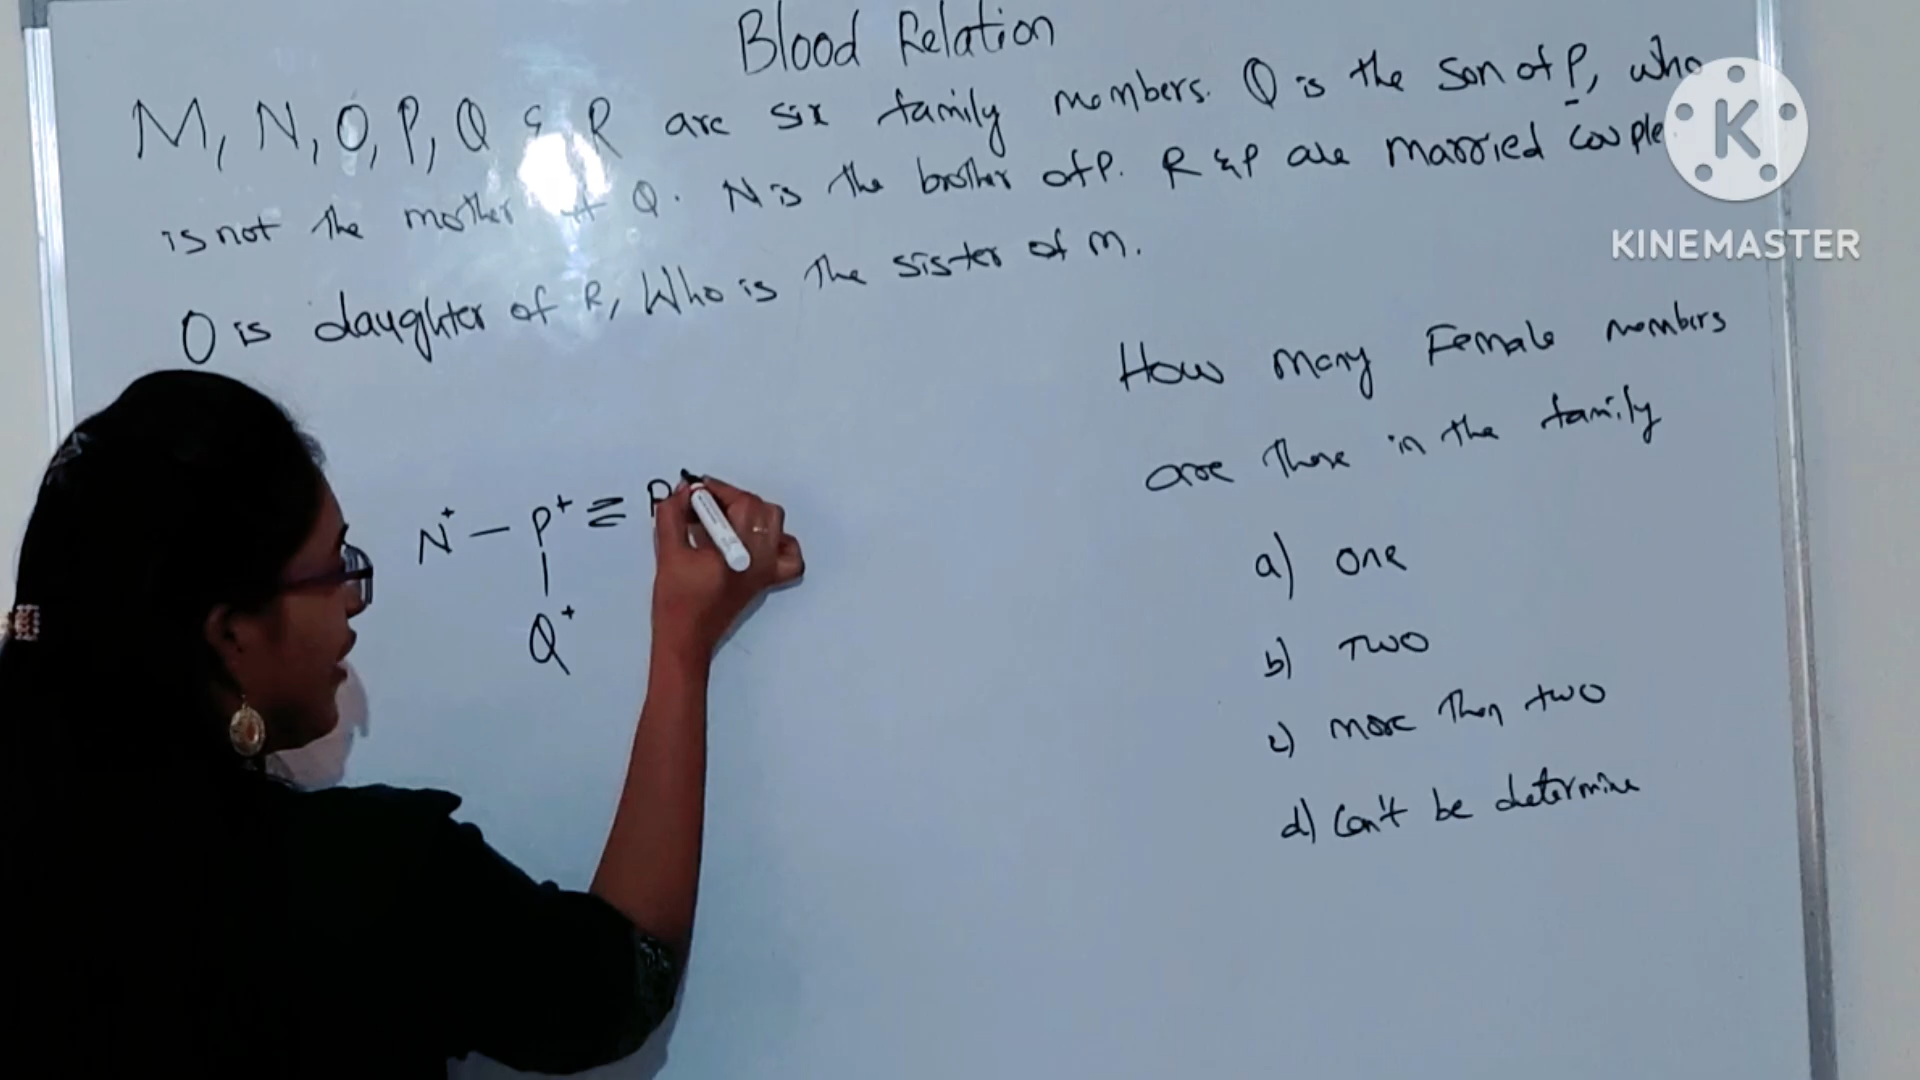 Blood Relation
M, N, O, P, Q & R are six family members. Q is the son of P, who
is not the mother of Q. N is the brother of P. R & P are married couple.
O is daughter of R, Who is the sister of M.
How many Female members
are there in the family
a) one
b) TWO
c) more than two
d) Can't be determine
N+ — P+ ≡ R
Q+
K
KINEMASTER